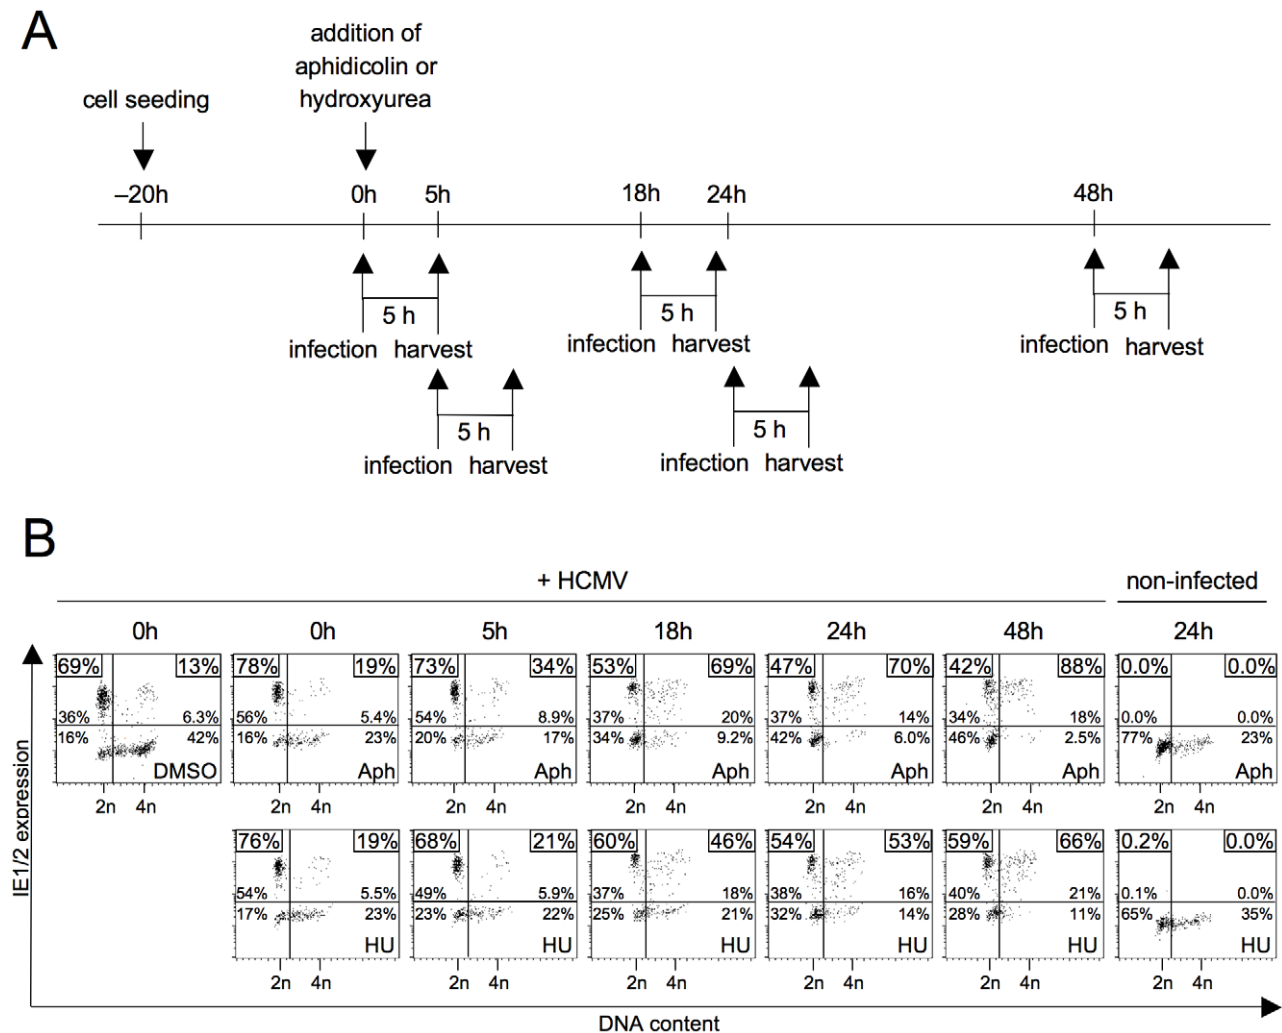 A
addition of
aphidicolin or
hydroxyurea
cell seeding
–20h 0h 5h 18h 24h 48h
5 h 5 h 5 h
infection harvest infection harvest infection harvest
5 h 5 h
infection harvest infection harvest
B
+ HCMV non-infected
0h 0h 5h 18h 24h 48h 24h
69% 13% 78% 19% 73% 34% 53% 69% 47% 70% 42% 88% 0.0% 0.0%
36% 6.3% 56% 5.4% 54% 8.9% 37% 20% 37% 14% 34% 18% 0.0% 0.0%
16% 42% 16% 23% 20% 17% 34% 9.2% 42% 6.0% 46% 2.5% 77% 23%
DMSO Aph Aph Aph Aph Aph Aph
2n 4n 2n 4n 2n 4n 2n 4n 2n 4n 2n 4n 2n 4n
76% 19% 68% 21% 60% 46% 54% 53% 59% 66% 0.2% 0.0%
54% 5.5% 49% 5.9% 37% 18% 38% 16% 40% 21% 0.1% 0.0%
17% 23% 23% 22% 25% 21% 32% 14% 28% 11% 65% 35%
HU HU HU HU HU HU
2n 4n 2n 4n 2n 4n 2n 4n 2n 4n 2n 4n
IE1/2 expression
DNA content